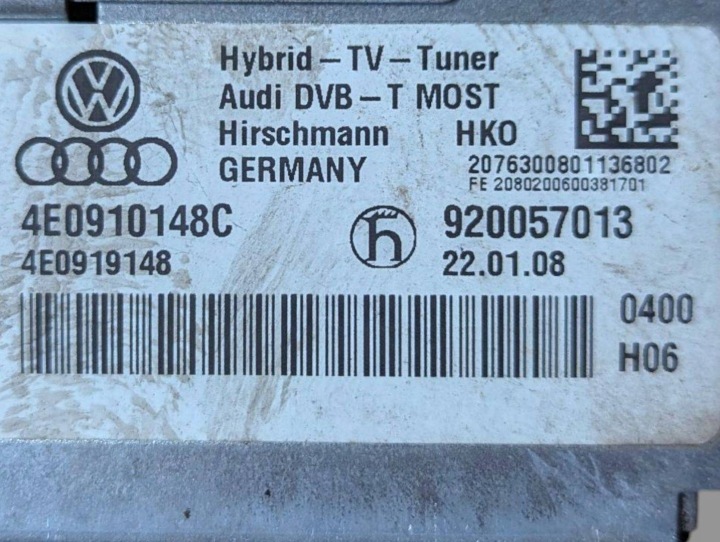 Hybrid-TV-Tuner
Audi DVB-T MOST
Hirschmann HKO
GERMANY 2076300801136802
FE 2080200600381701
4E0910148C h 920057013
4E0919148 22.01.08
0400
H06